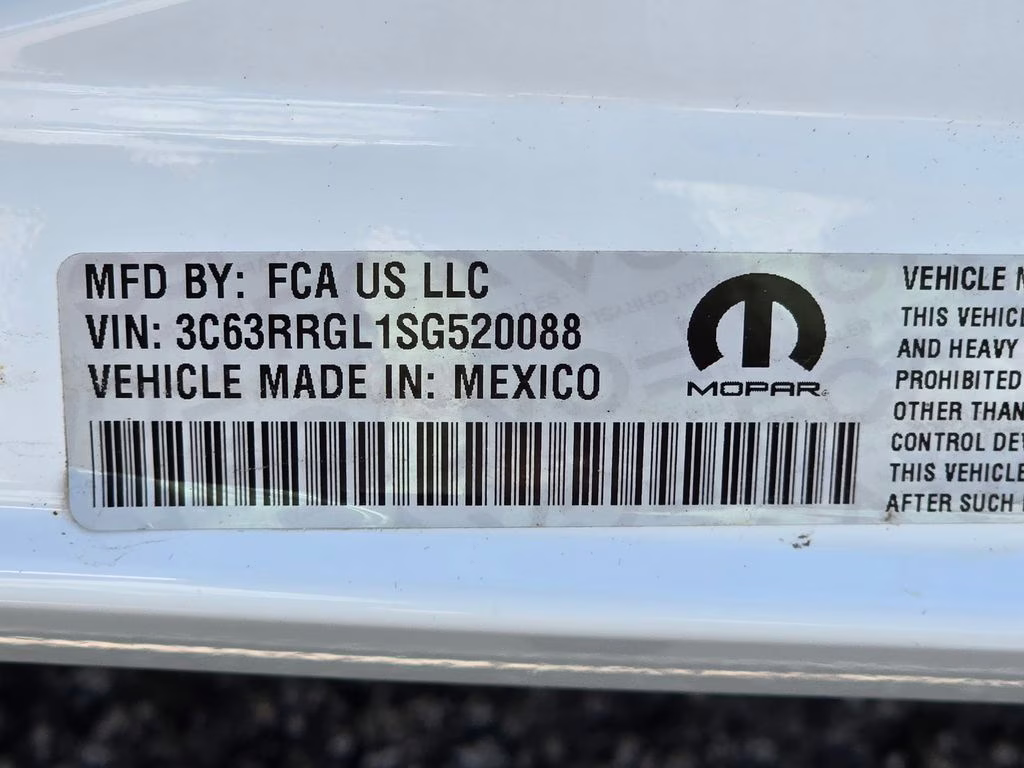 MFD BY: FCA US LLC
VIN: 3C63RRGL1SG520088
VEHICLE MADE IN: MEXICO
MOPAR
VEHICLE
THIS VEHICL
AND HEAVY
PROHIBITED
OTHER THAN
CONTROL DEV
THIS VEHICLE
AFTER SUCH